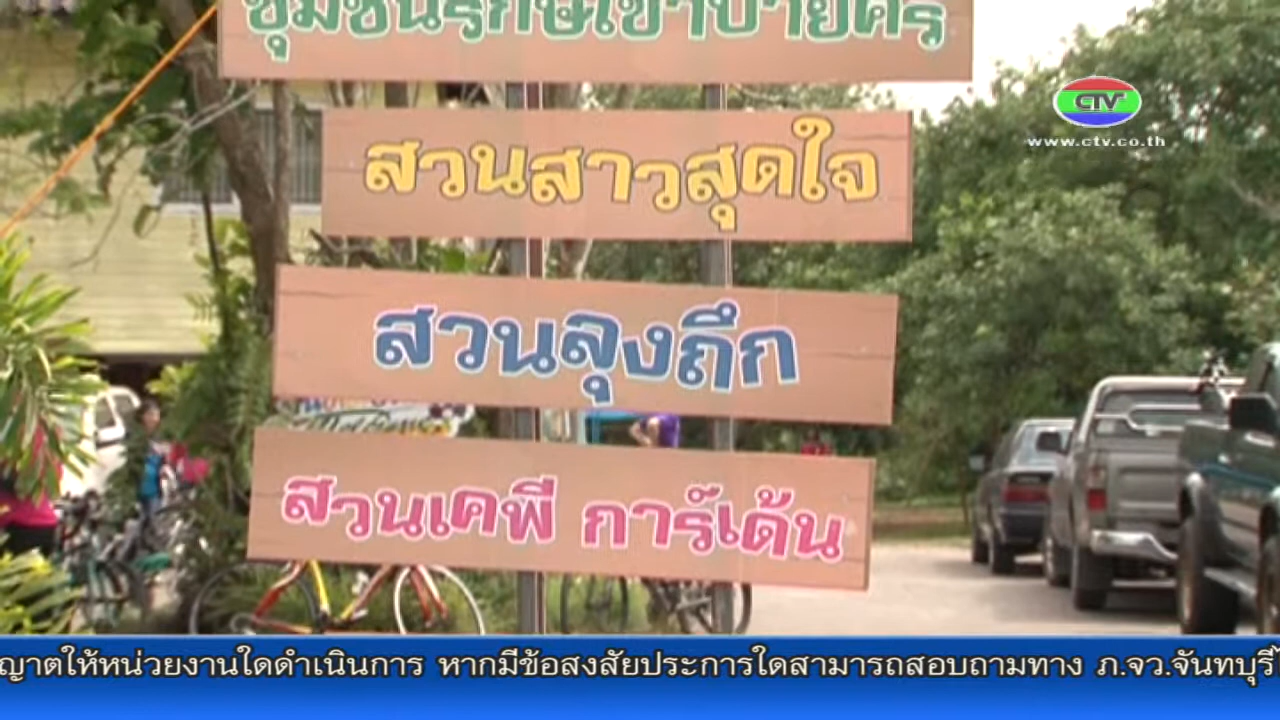 ชุมชนรักษ์เขาบายศรี
CTV
www.ctv.co.th
สวนสาวสุดใจ
สวนลุงถึก
สวนเคพี การ์เด้น
ญาตให้หน่วยงานใดดำเนินการ หากมีข้อสงสัยประการใดสามารถสอบถามทาง ภ.จว.จันทบุรี